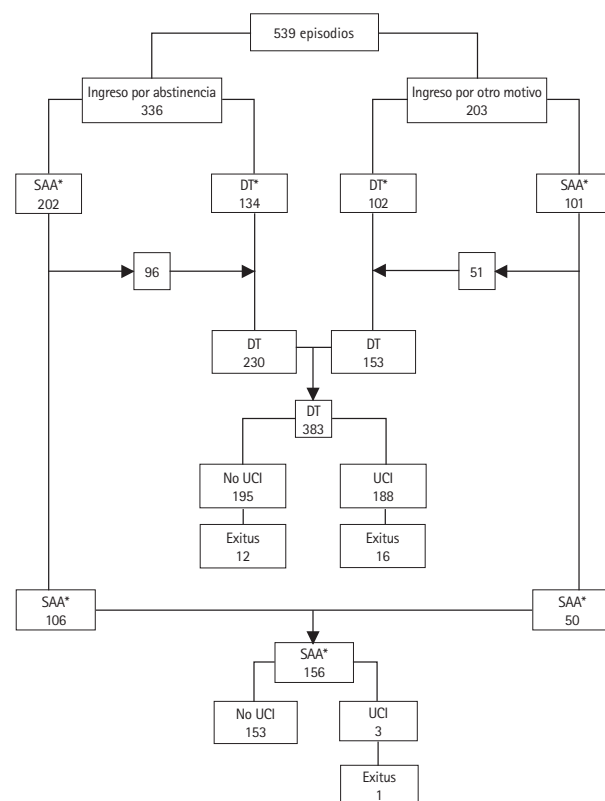 539 episodios
Ingreso por abstinencia
336
Ingreso por otro motivo
203
SAA*
202
DT*
134
DT*
102
SAA*
101
96
51
DT
230
DT
153
DT
383
No UCI
195
UCI
188
Exitus
12
Exitus
16
SAA*
106
SAA*
50
SAA*
156
No UCI
153
UCI
3
Exitus
1